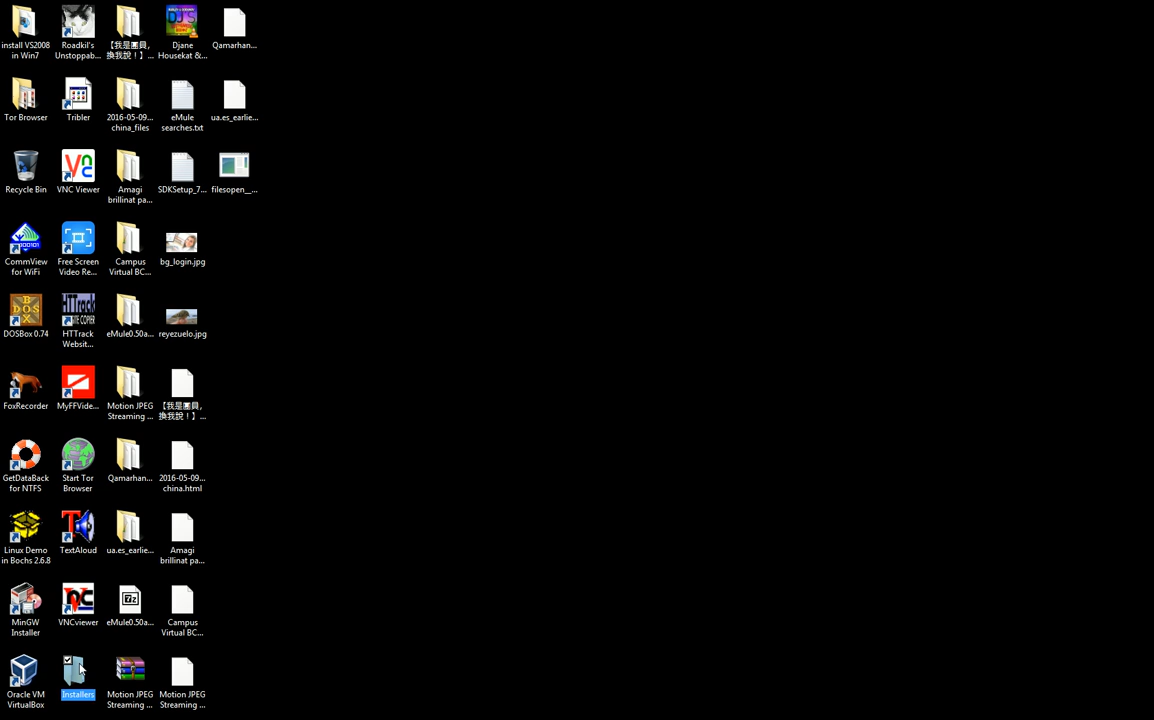 install VS2008
in Win7
Roadkil's
Unstoppab...
【我是團員,
換我說！】...
DJ'S
Djane
Housekat &...
Qamarhan...
Tor Browser
Tribler
2016-05-09...
china_files
eMule
searches.txt
ua.es_earlie...
Recycle Bin
VNC Viewer
Amagi
brillinat pa...
SDKSetup_7...
filesopen__...
CommView
for WiFi
Free Screen
Video Re...
Campus
Virtual BC...
bg_login.jpg
DOSBox 0.74
HTTrack
Websit...
eMule0.50a...
reyezuelo.jpg
FoxRecorder
MyFFVide...
Motion JPEG
Streaming ...
【我是團員,
換我說！】...
GetDataBack
for NTFS
Start Tor
Browser
Qamarhan...
2016-05-09...
china.html
Linux Demo
in Bochs 2.6.8
TextAloud
ua.es_earlie...
Amagi
brillinat pa...
MinGW
Installer
VNCviewer
7z
eMule0.50a...
Campus
Virtual BC...
Oracle VM
VirtualBox
Installers
Motion JPEG
Streaming ...
Motion JPEG
Streaming ...